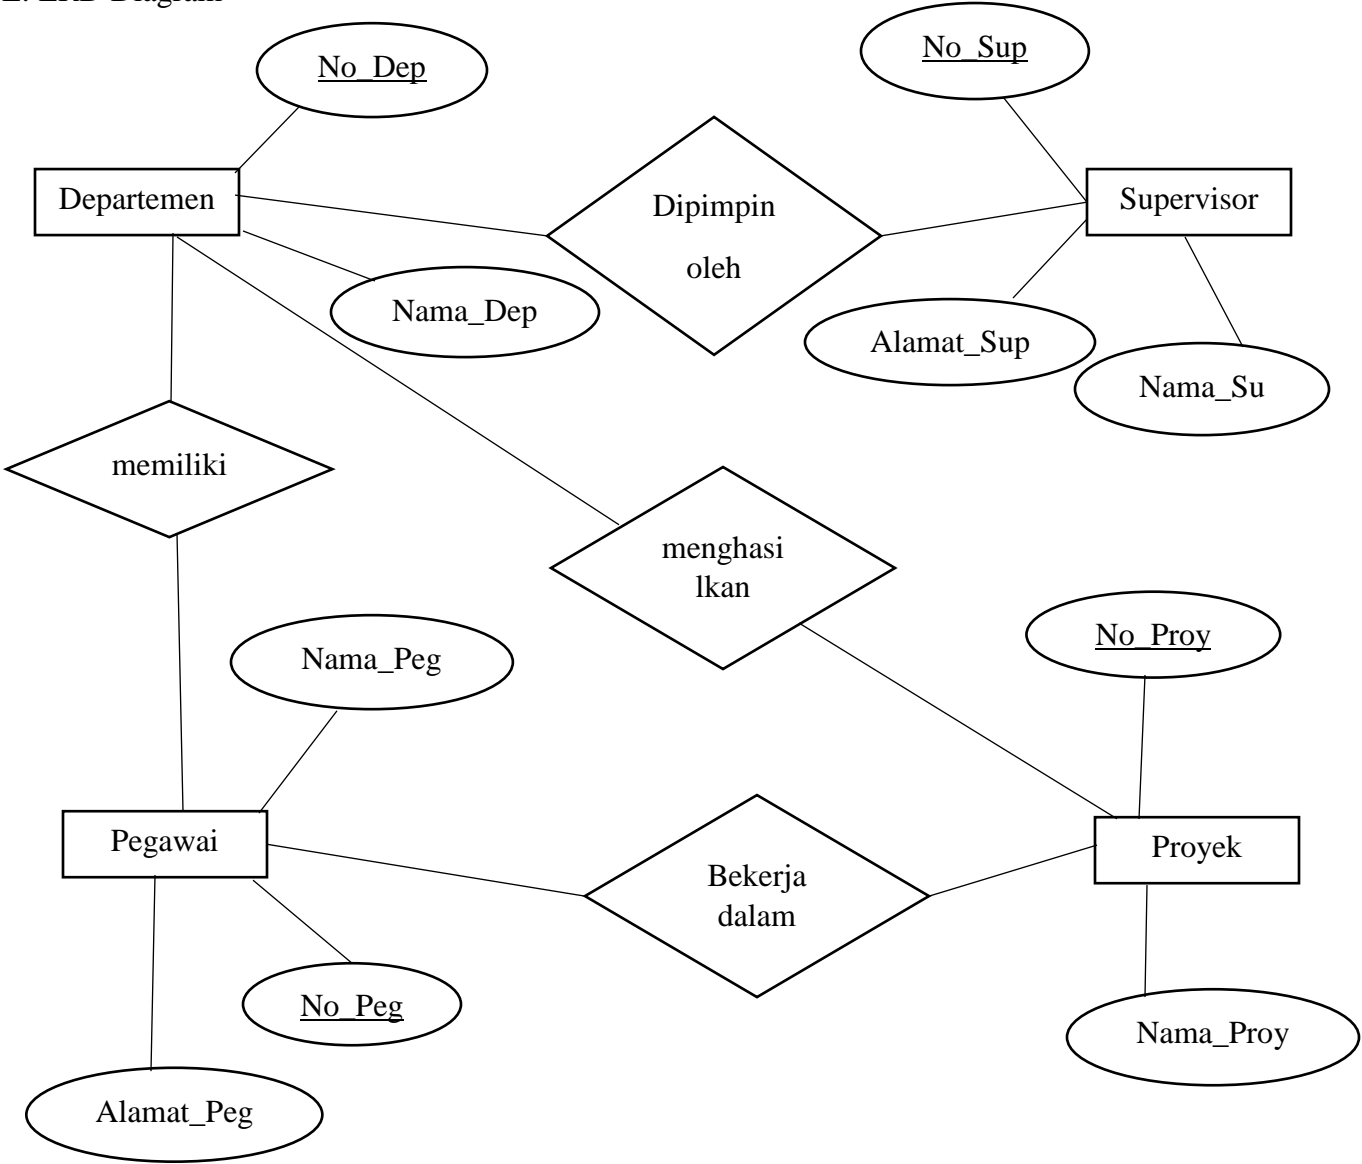 No_Dep
No_Sup
Departemen
Dipimpin
oleh
Supervisor
Nama_Dep
Alamat_Sup
Nama_Su
memiliki
menghasi
lkan
Nama_Peg
No_Proy
Pegawai
Bekerja
dalam
Proyek
No_Peg
Nama_Proy
Alamat_Peg